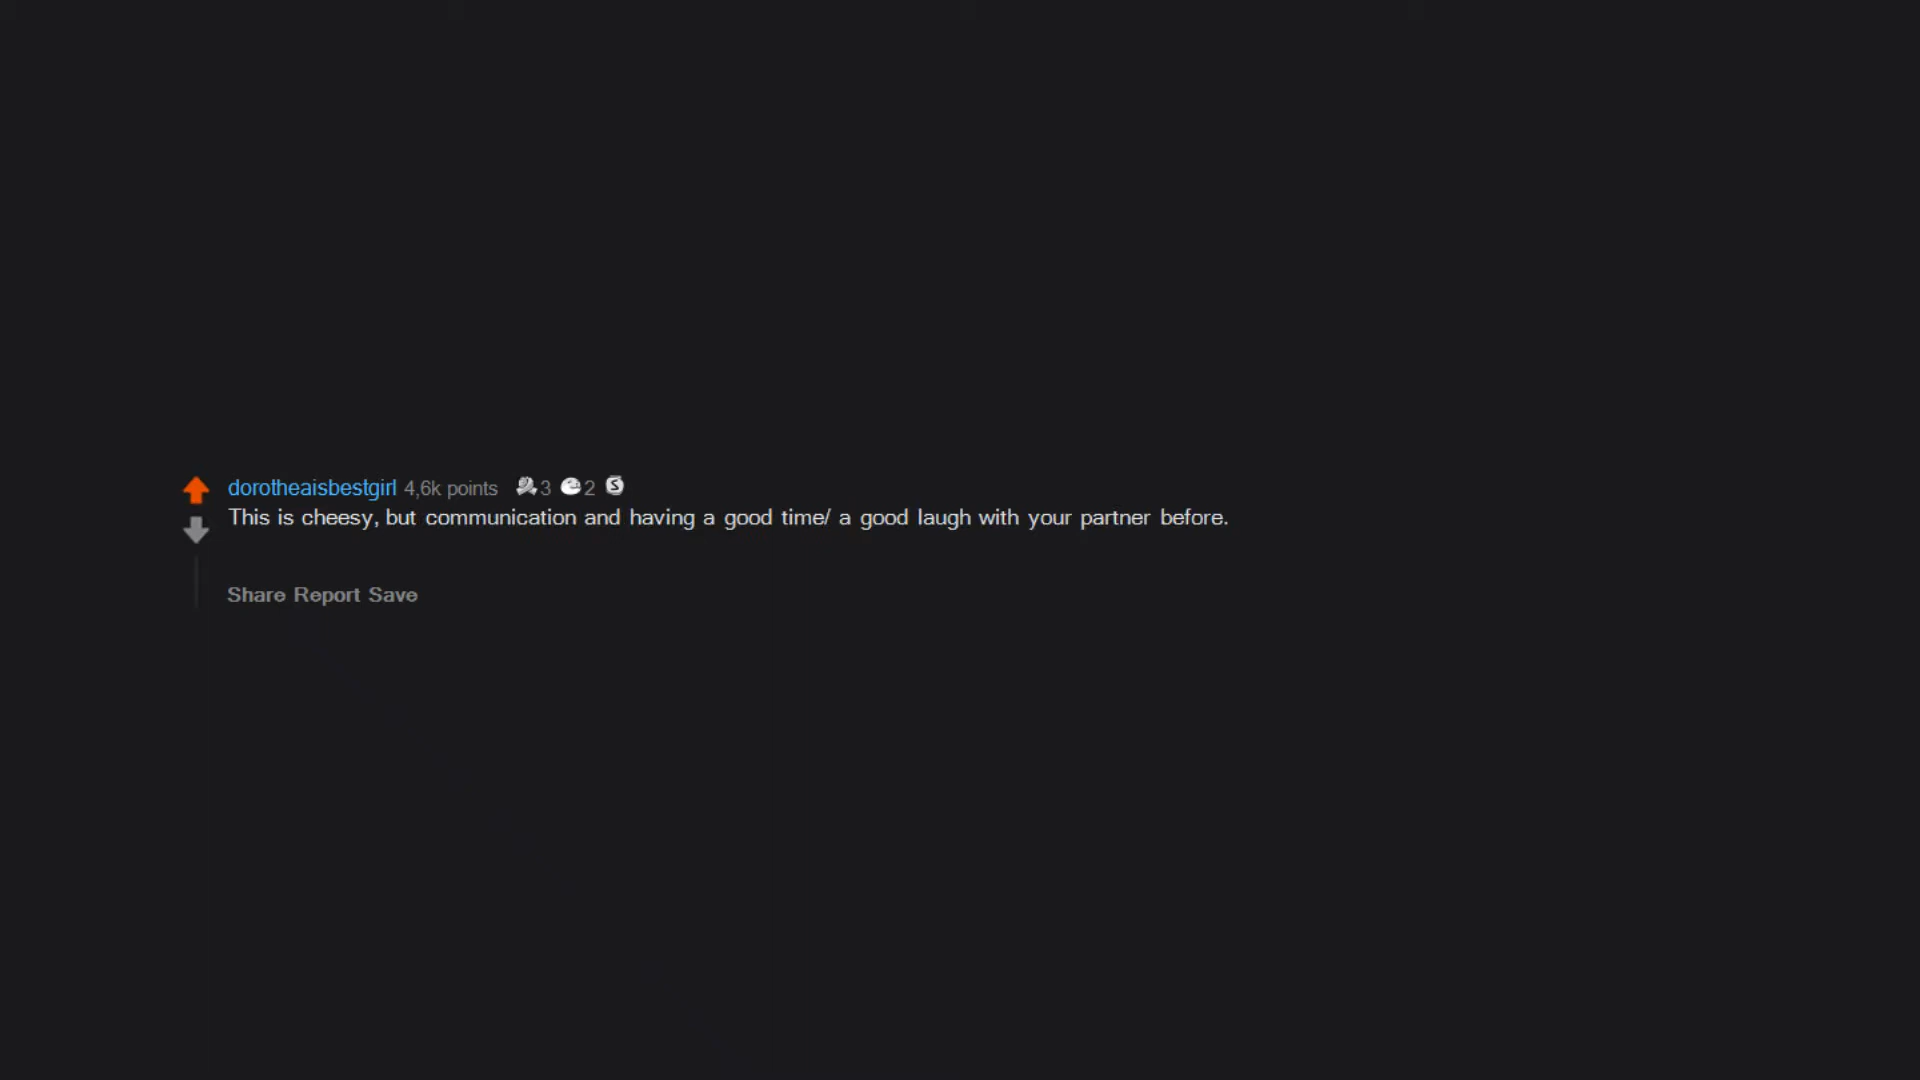 dorotheaisbestgirl 4,6k points 3 2 S
This is cheesy, but communication and having a good time/ a good laugh with your partner before.
Share Report Save